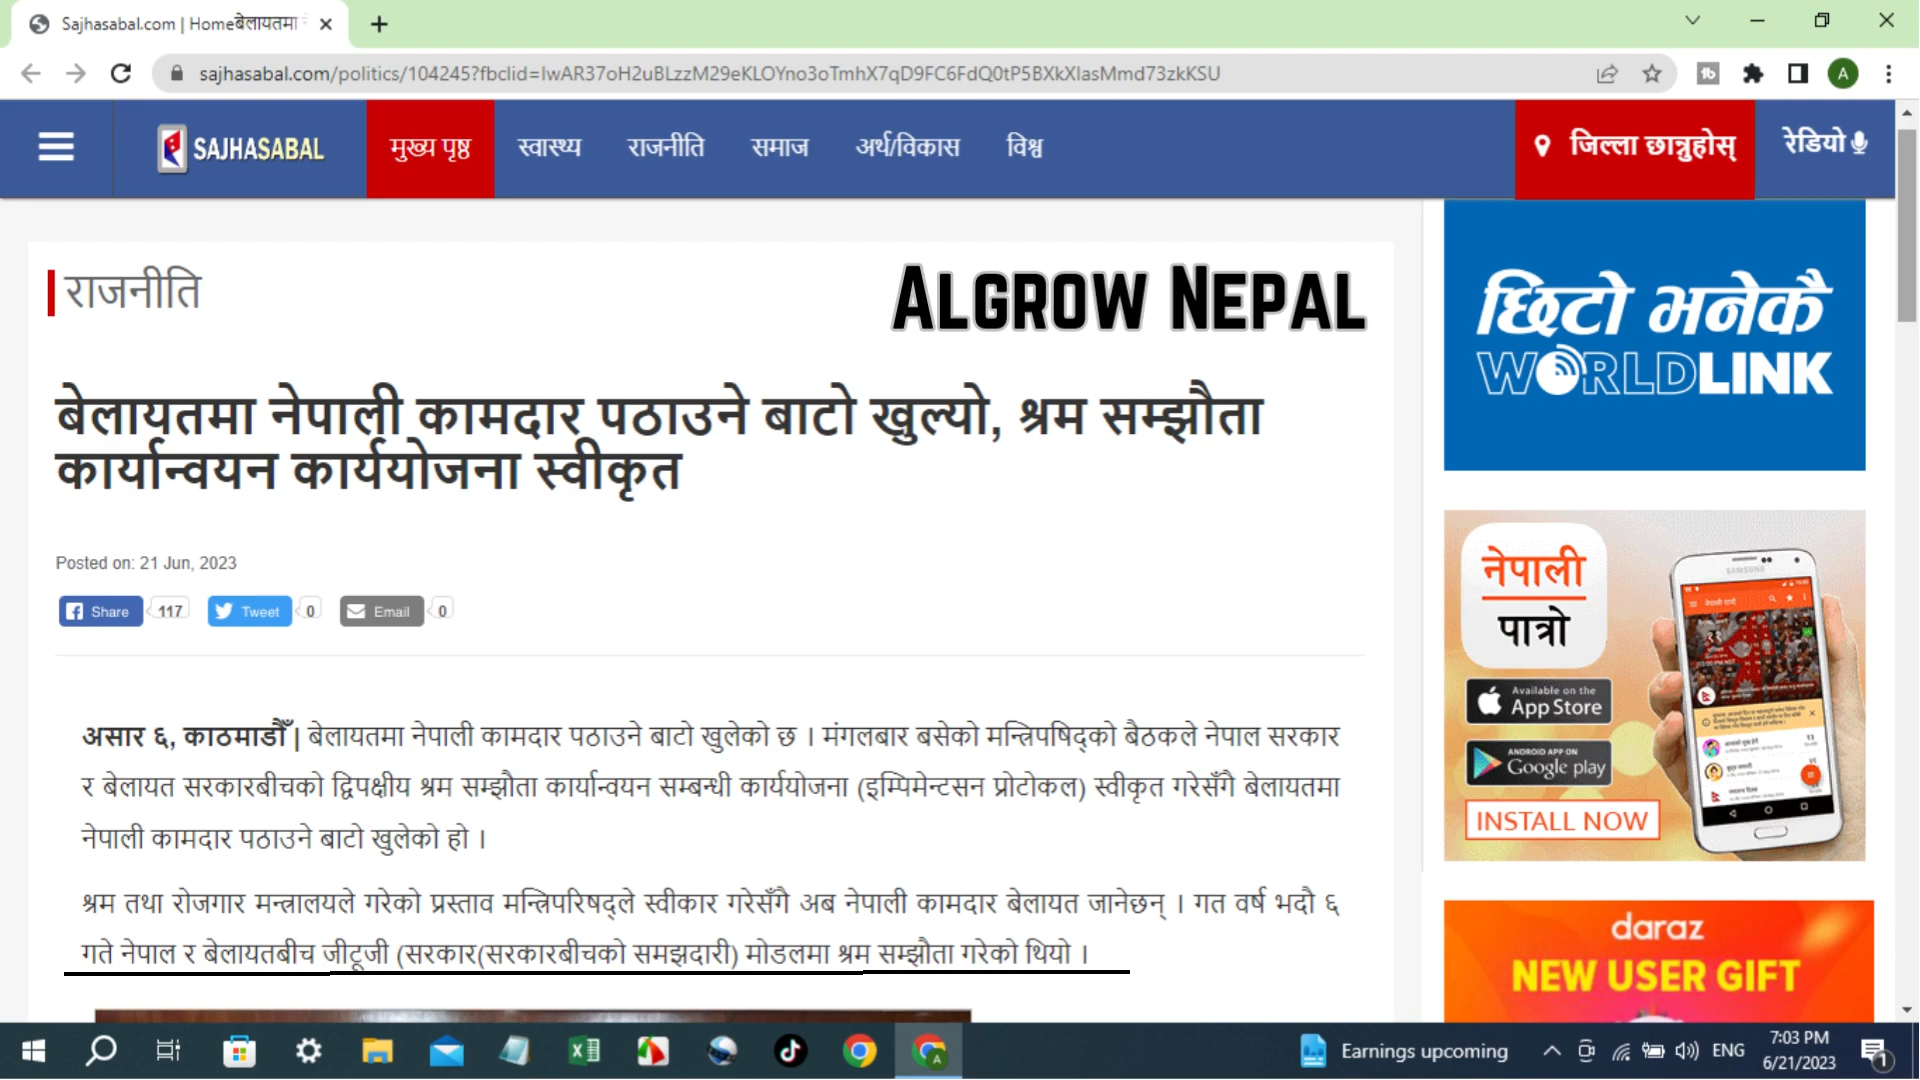 Sajhasabal.com | Homeबेलायतमा
sajhasabal.com/politics/104245?fbclid=IwAR37oH2uBLzzM29eKLOYno3oTmhX7qD9FC6FdQ0tP5BXkXIasMmd73zkKSU
A
SAJHASABAL
मुख्य पृष्ठ
स्वास्थ्य
राजनीति
समाज
अर्थ/विकास
विश्व
जिल्ला छान्नुहोस्
रेडियो
राजनीति
ALGROW NEPAL
बेलायतमा नेपाली कामदार पठाउने बाटो खुल्यो, श्रम सम्झौता
कार्यान्वयन कार्ययोजना स्वीकृत
Posted on: 21 Jun, 2023
Share 117 Tweet 0 Email 0
असार ६, काठमाडौँ | बेलायतमा नेपाली कामदार पठाउने बाटो खुलेको छ । मंगलबार बसेको मन्त्रिपषिद्को बैठकले नेपाल सरकार
र बेलायत सरकारबीचको द्विपक्षीय श्रम सम्झौता कार्यान्वयन सम्बन्धी कार्ययोजना (इम्पिमेन्टसन प्रोटोकल) स्वीकृत गरेसँगै बेलायतमा
नेपाली कामदार पठाउने बाटो खुलेको हो ।
श्रम तथा रोजगार मन्त्रालयले गरेको प्रस्ताव मन्त्रिपरिषद्ले स्वीकार गरेसँगै अब नेपाली कामदार बेलायत जानेछन् । गत वर्ष भदौ ६
गते नेपाल र बेलायतबीच जीटूजी (सरकार(सरकारबीचको समझदारी) मोडलमा श्रम सम्झौता गरेको थियो ।
छिटो भनेकै
WORLDLINK
नेपाली
पात्रो
SAMSUNG
Available on the
App Store
ANDROID APP ON
Google play
INSTALL NOW
daraz
NEW USER GIFT
Earnings upcoming
ENG
7:03 PM
6/21/2023
1